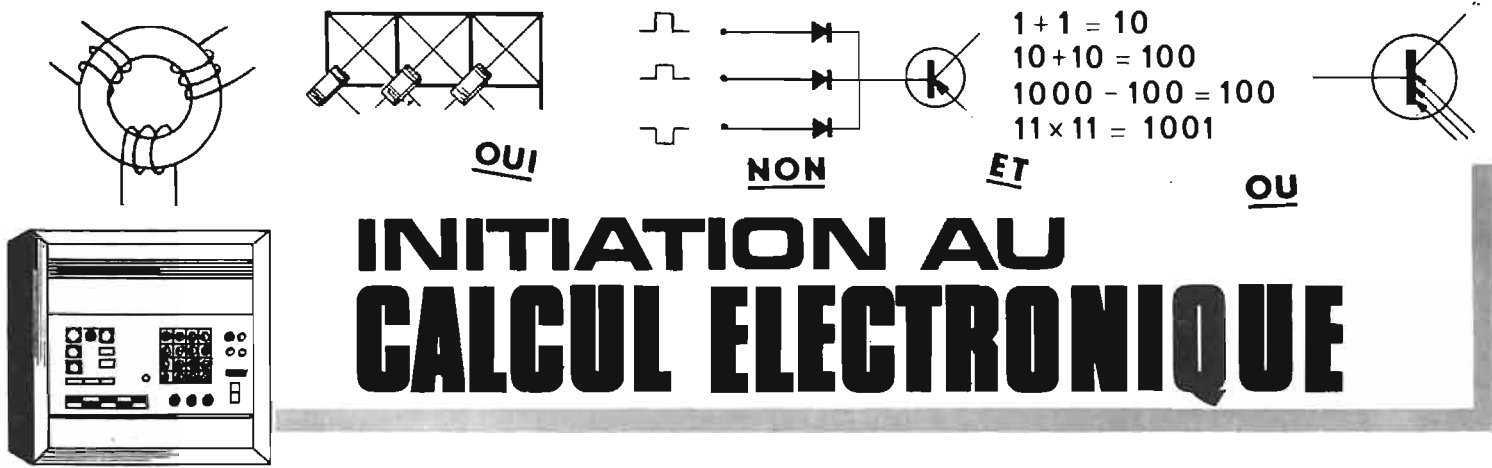 1 + 1 = 10
10 + 10 = 100
1000 - 100 = 100
11 × 11 = 1001
OUI
NON
ET
OU
INITIATION AU
CALCUL ELECTRONIQUE